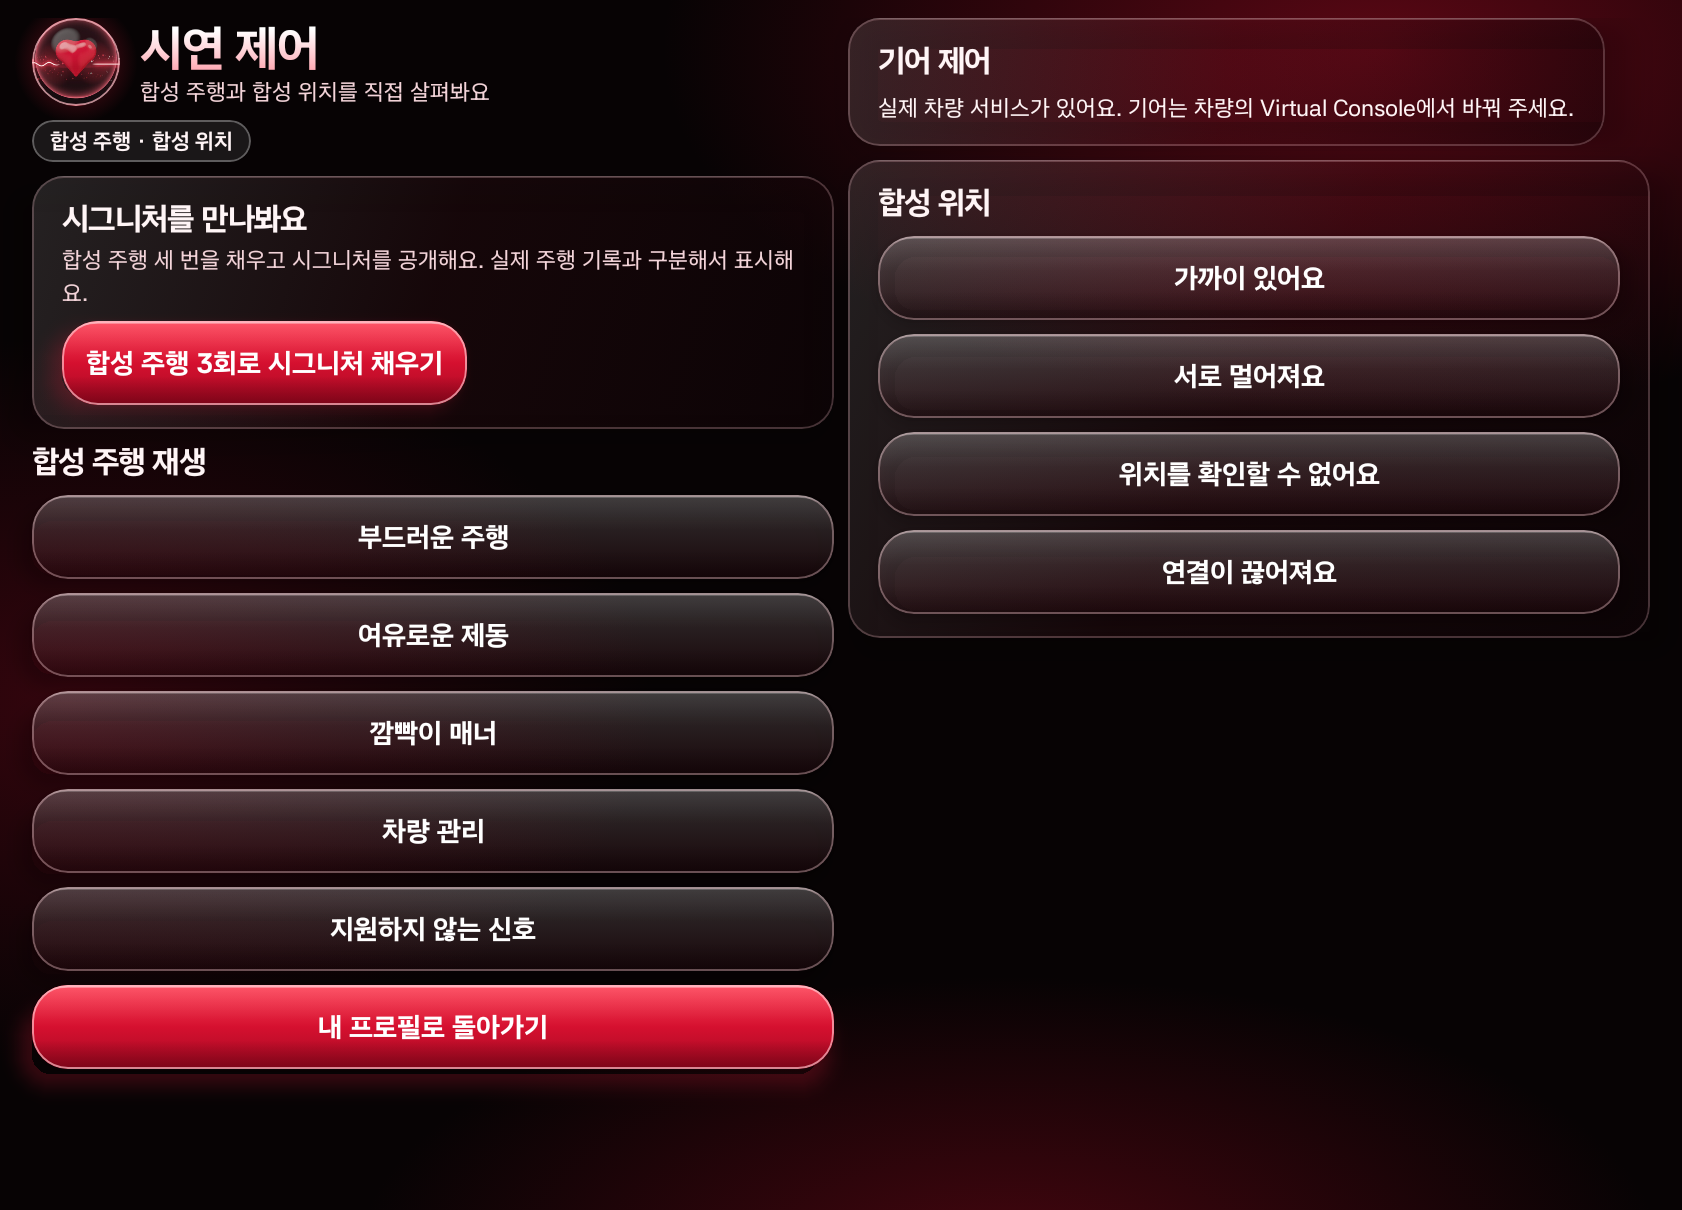 시연 제어
합성 주행과 합성 위치를 직접 살펴봐요
합성 주행 · 합성 위치
시그니처를 만나봐요
합성 주행 세 번을 채우고 시그니처를 공개해요. 실제 주행 기록과 구분해서 표시해
요.
합성 주행 3회로 시그니처 채우기
합성 주행 재생
부드러운 주행
여유로운 제동
깜빡이 매너
차량 관리
지원하지 않는 신호
내 프로필로 돌아가기
기어 제어
실제 차량 서비스가 있어요. 기어는 차량의 Virtual Console에서 바꿔 주세요.
합성 위치
가까이 있어요
서로 멀어져요
위치를 확인할 수 없어요
연결이 끊어져요